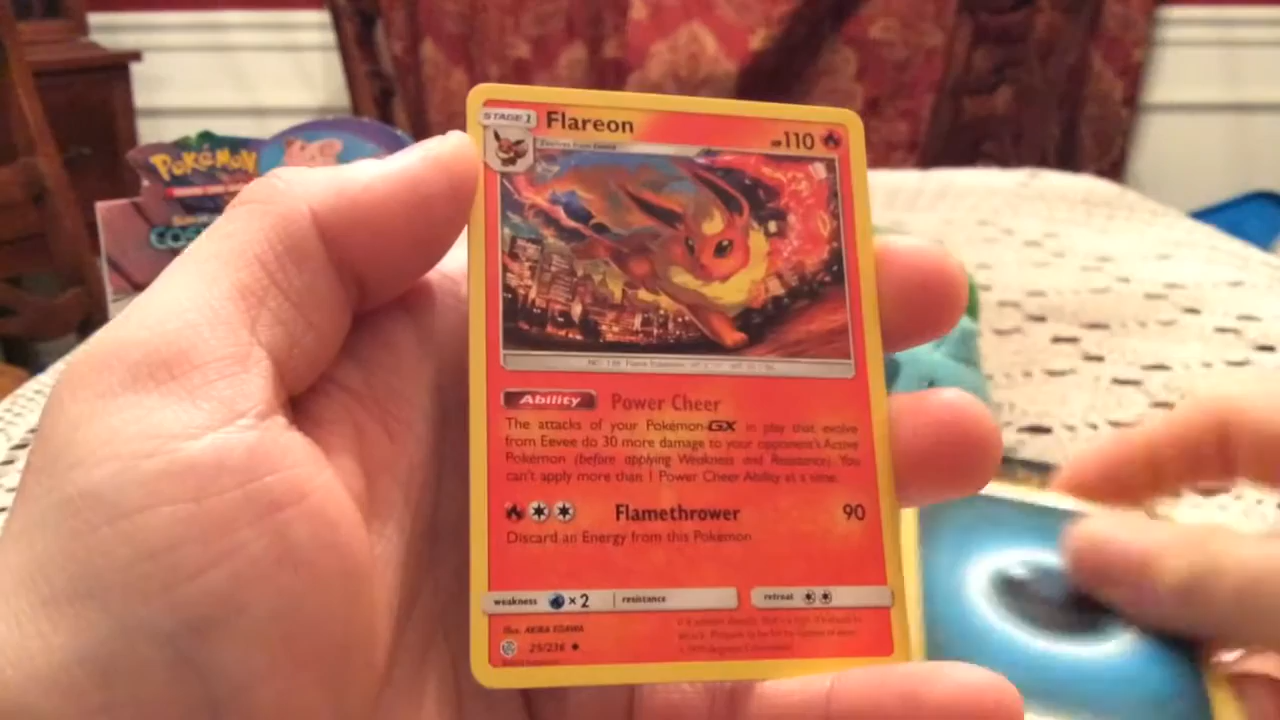 POKéMON
STAGE 1
Flareon
HP110
Evolves from Eevee
Ability Power Cheer
The attacks of your Pokémon-GX in play that evolve
from Eevee do 30 more damage to your opponent's Active
Pokémon (before applying Weakness and Resistance). You
can't apply more than 1 Power Cheer Ability at a time.
Flamethrower 90
Discard an Energy from this Pokémon.
weakness ×2 resistance retreat
Illus. AKIRA EGAWA
25/236